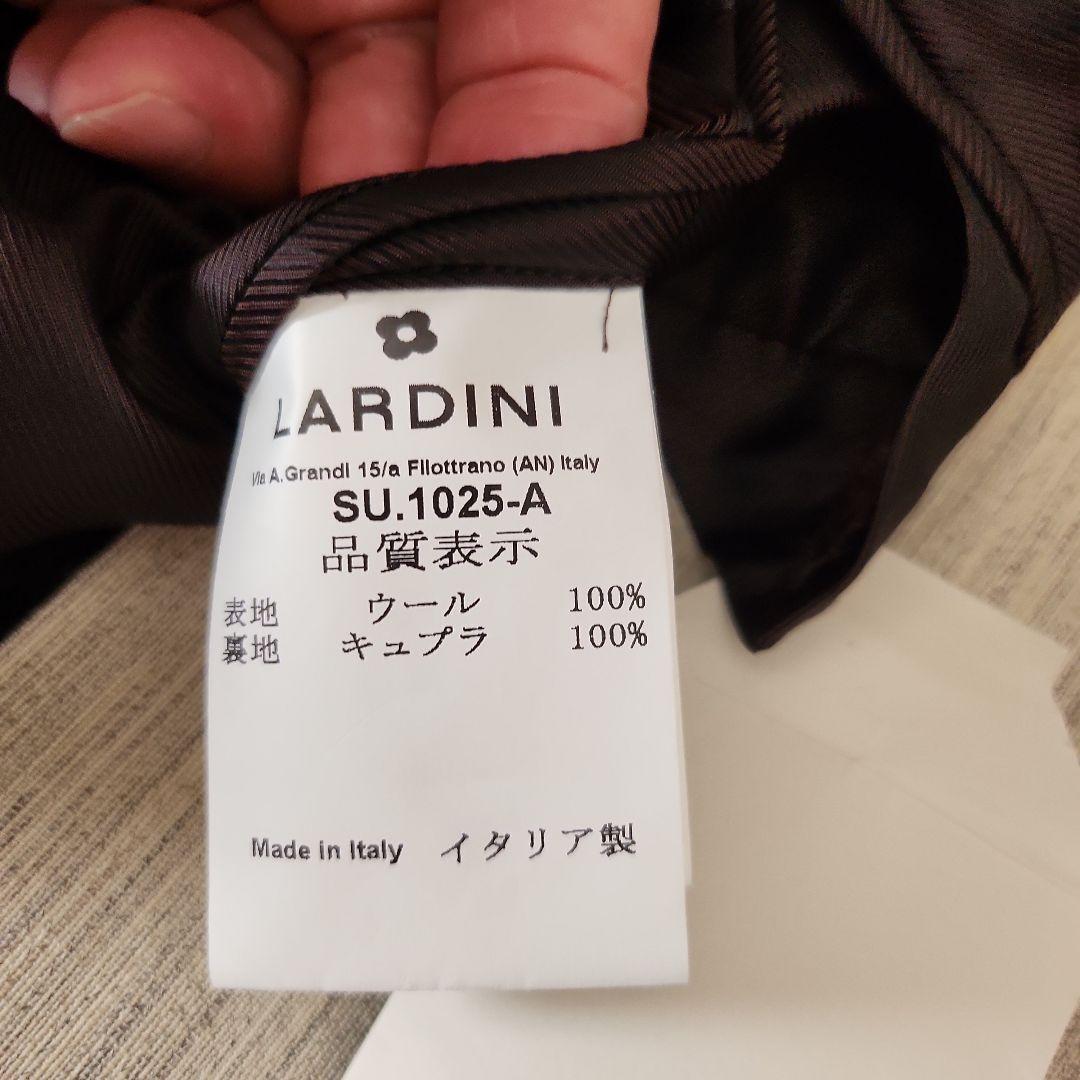 LARDINI
Via A.Grandi 15/a Filottrano (AN) Italy
SU.1025-A
品質表示
表地 ウール 100%
裏地 キュプラ 100%
Made in Italy イタリア製